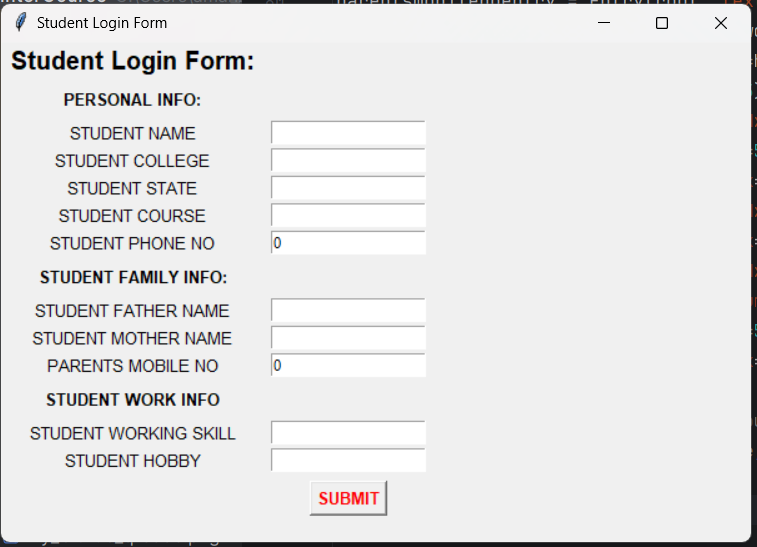 Student Login Form
Student Login Form:
PERSONAL INFO:
STUDENT NAME
STUDENT COLLEGE
STUDENT STATE
STUDENT COURSE
STUDENT PHONE NO 0
STUDENT FAMILY INFO:
STUDENT FATHER NAME
STUDENT MOTHER NAME
PARENTS MOBILE NO 0
STUDENT WORK INFO
STUDENT WORKING SKILL
STUDENT HOBBY
SUBMIT